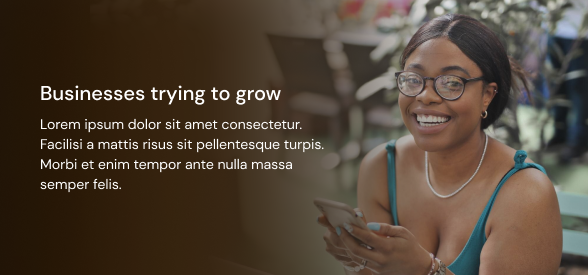 Businesses trying to grow
Lorem ipsum dolor sit amet consectetur.
Facilisi a mattis risus sit pellentesque turpis.
Morbi et enim tempor ante nulla massa
semper felis.